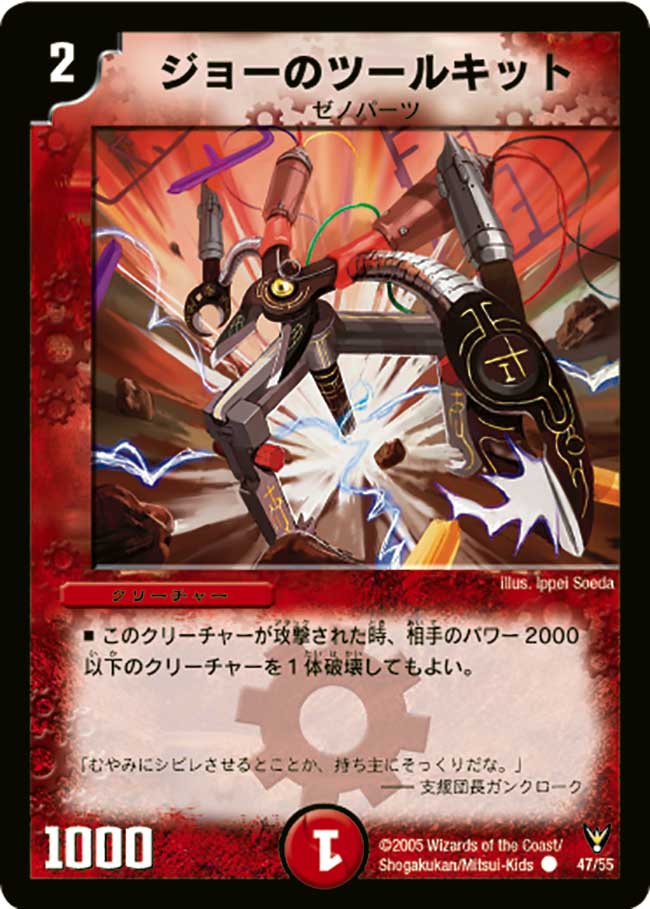 2
ジョーのツールキット
ゼノパーツ
illus. Ippei Soeda
クリーチャー
■ このクリーチャーが攻撃された時、相手のパワー2000
以下のクリーチャーを1体破壊してもよい。
「むやみにシビレさせるとことか、持ち主にそっくりだな。」
―― 支援団長ガンクローク
1000
1
©2005 Wizards of the Coast/
Shogakukan/Mitsui-Kids
47/55